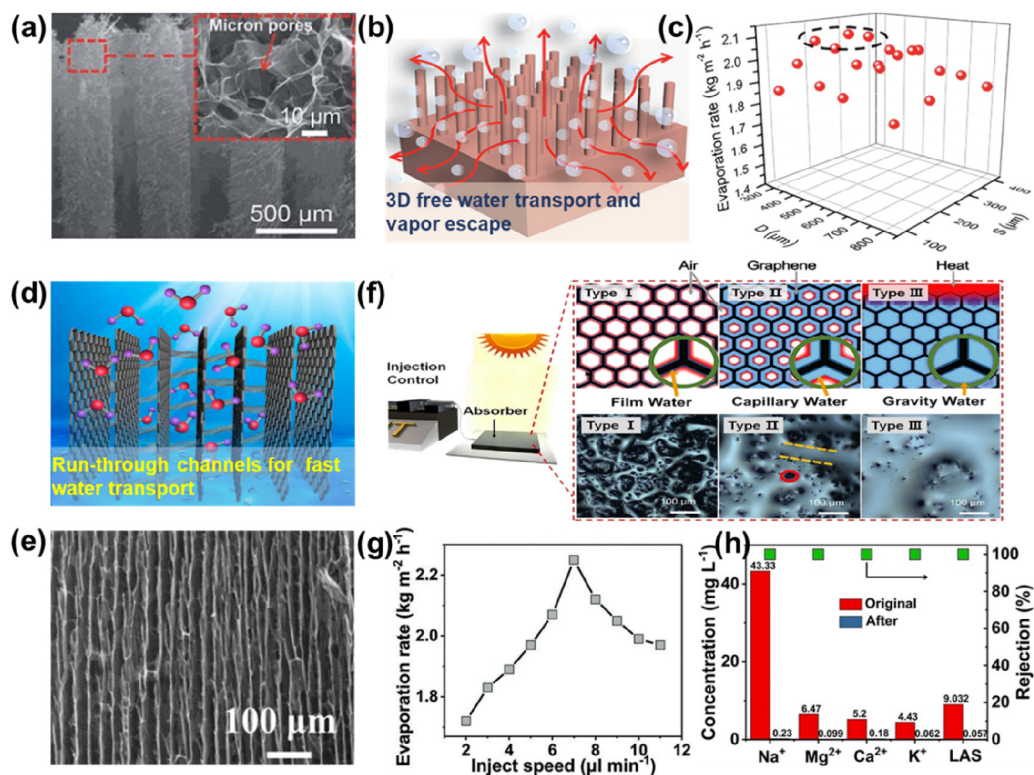 (a)
Micron pores
10 μm
500 μm
(b)
3D free water transport and
vapor escape
(c)
Evaporation rate (kg m⁻² h⁻¹)
2.1
2.0
1.9
1.8
1.7
1.6
1.5
1.4
300
400
500
600
700
800
D (μm)
100
200
300
400
S (μm)
(d)
Run-through channels for fast
water transport
(f)
Injection
Control
Absorber
Air
Graphene
Heat
Type I
Type II
Type III
Film Water
Capillary Water
Gravity Water
Type I
Type II
Type III
100 μm
100 μm
100 μm
(e)
100 μm
(g)
Evaporation rate (kg m⁻² h⁻¹)
2.2
2.0
1.8
2
4
6
8
10
12
Inject speed (μl min⁻¹)
(h)
Concentration (mg L⁻¹)
40
20
0
43.33
0.23
6.47
0.099
5.2
0.18
4.43
0.062
9.032
0.057
Original
After
Na⁺
Mg²⁺
Ca²⁺
K⁺
LAS
100
80
60
40
20
0
Rejection (%)